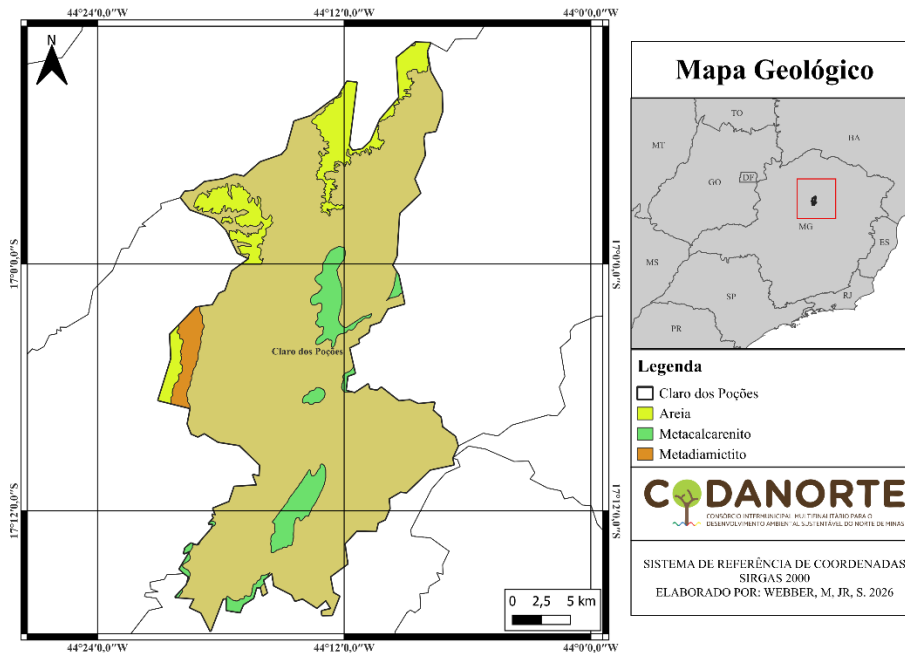 44°24'0,0"W
44°12'0,0"W
44°0'0,0"W
N
17°0'0,0"S
17°0'0,0"S
Claro dos Poções
17°12'0,0"S
17°12'0,0"S
0 2,5 5 km
44°24'0,0"W
44°12'0,0"W
44°0'0,0"W
Mapa Geológico
TO
MT
BA
GO
DF
MG
ES
MS
SP
RJ
PR
Legenda
Claro dos Poções
Areia
Metacalcarenito
Metadiamictito
CODANORTE
CONSÓRCIO INTERMUNICIPAL MULTIFINALITÁRIO PARA O
DESENVOLVIMENTO AMBIENTAL SUSTENTÁVEL DO NORTE DE MINAS
SISTEMA DE REFERÊNCIA DE COORDENADAS
SIRGAS 2000
ELABORADO POR: WEBBER, M, JR, S. 2026